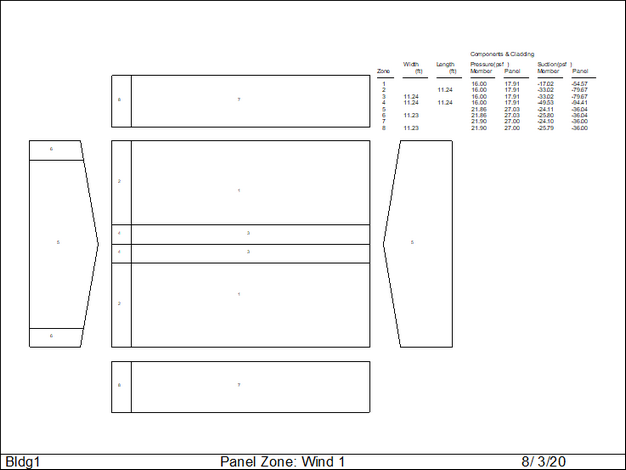 Components & Cladding
Width Length Pressure(psf ) Suction(psf )
Zone (ft) (ft) Member Panel Member Panel
1 16.00 17.91 -17.02 -54.57
2 11.24 16.00 17.91 -33.02 -79.67
3 11.24 16.00 17.91 -33.02 -79.67
4 11.24 11.24 16.00 17.91 -49.53 -94.41
5 21.86 27.03 -24.11 -36.04
6 11.23 21.86 27.03 -25.80 -36.04
7 21.90 27.00 -24.10 -36.00
8 11.23 21.90 27.00 -25.79 -36.00
8 7
6
2 1
4 3
5 5
4 3
2 1
6
8 7
Bldg1 Panel Zone: Wind 1 8/ 3/20